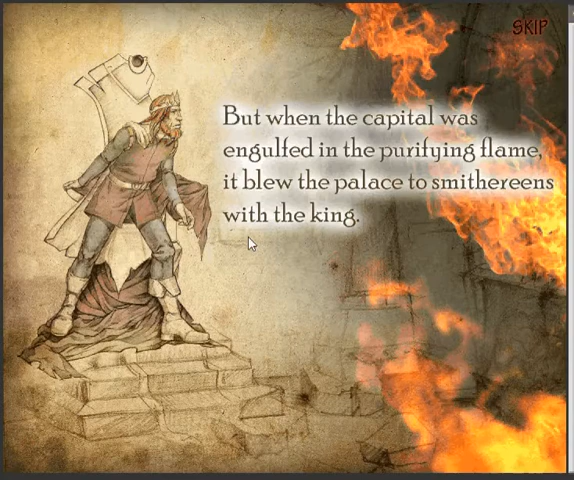 SKIP
But when the capital was
engulfed in the purifying flame,
it blew the palace to smithereens
with the king.